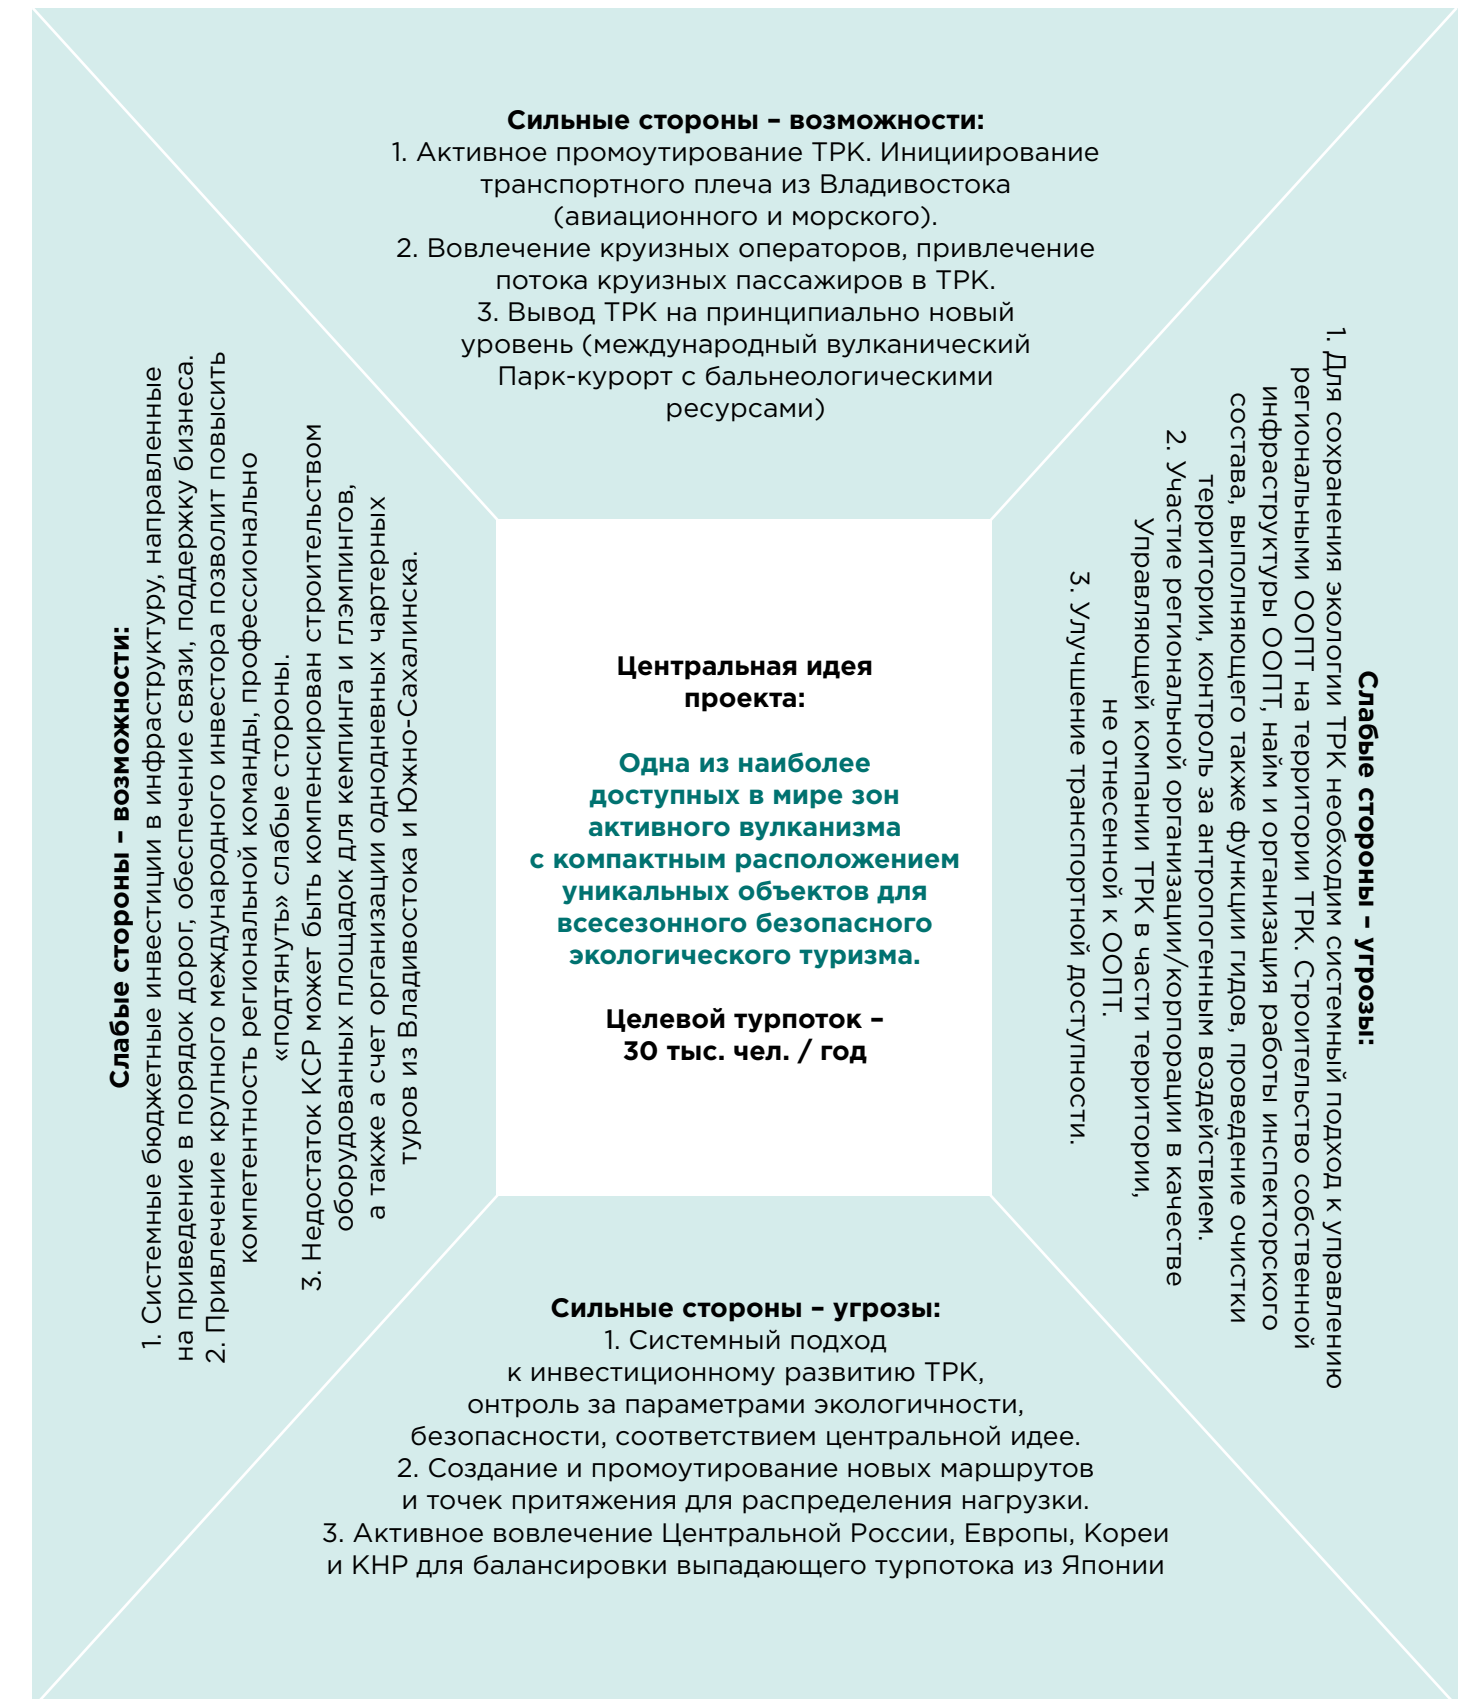 Сильные стороны – возможности:
1. Активное промоутирование ТРК. Инициирование
транспортного плеча из Владивостока
(авиационного и морского).
2. Вовлечение круизных операторов, привлечение
потока круизных пассажиров в ТРК.
3. Вывод ТРК на принципиально новый
уровень (международный вулканический
Парк-курорт с бальнеологическими
ресурсами)
Слабые стороны – возможности:
1. Системные бюджетные инвестиции в инфраструктуру, направленные
на приведение в порядок дорог, обеспечение связи, поддержку бизнеса.
2. Привлечение крупного международного инвестора позволит повысить
компетентность региональной команды, профессионально
«подтянуть» слабые стороны.
3. Недостаток КСР может быть компенсирован строительством
оборудованных площадок для кемпинга и глэмпингов,
а также а счет организации однодневных чартерных
туров из Владивостока и Южно-Сахалинска.
Центральная идея
проекта:
Одна из наиболее
доступных в мире зон
активного вулканизма
с компактным расположением
уникальных объектов для
всесезонного безопасного
экологического туризма.
Целевой турпоток –
30 тыс. чел. / год
Слабые стороны – угрозы:
1. Для сохранения экологии ТРК необходим системный подход к управлению
региональными ООПТ на территории ТРК. Строительство собственной
инфраструктуры ООПТ, найм и организация работы инспекторского
состава, выполняющего также функции гидов, проведение очистки
территории, контроль за антропогенным воздействием.
2. Участие региональной организации/корпорации в качестве
Управляющей компании ТРК в части территории,
не отнесенной к ООПТ.
3. Улучшение транспортной доступности.
Сильные стороны – угрозы:
1. Системный подход
к инвестиционному развитию ТРК,
онтроль за параметрами экологичности,
безопасности, соответствием центральной идее.
2. Создание и промоутирование новых маршрутов
и точек притяжения для распределения нагрузки.
3. Активное вовлечение Центральной России, Европы, Кореи
и КНР для балансировки выпадающего турпотока из Японии